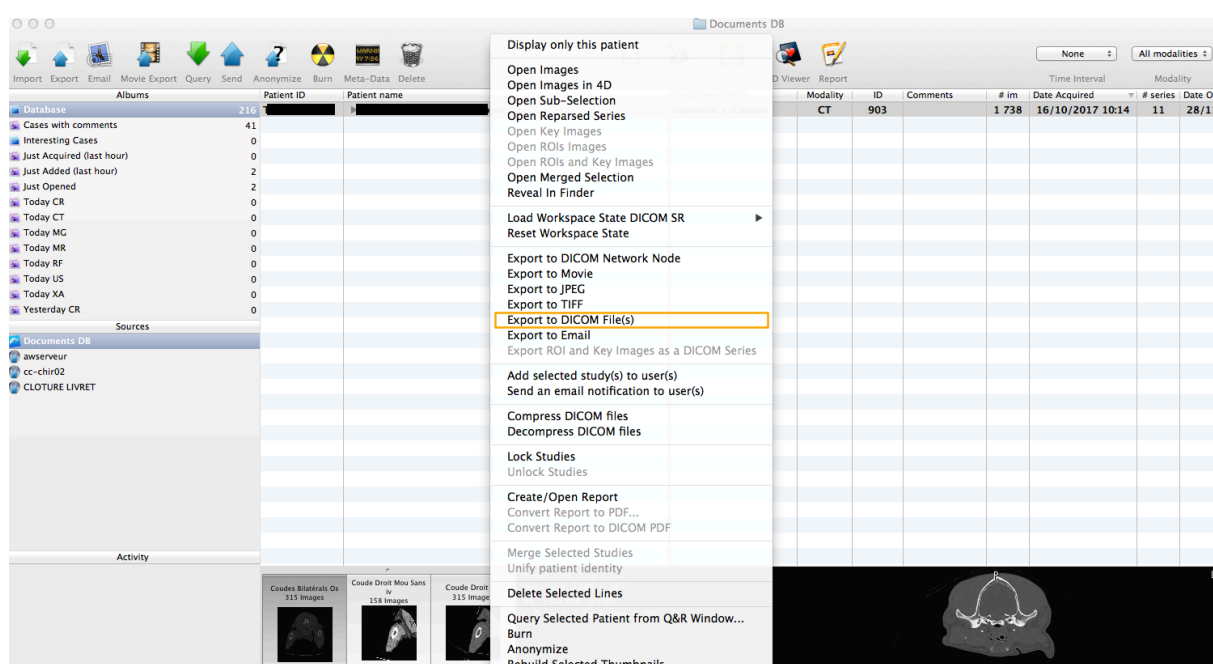 Documents DB
Import Export Email Movie Export Query Send Anonymize Burn Meta-Data Delete
D Viewer Report
None
All modalities
Time Interval
Modality
Albums
Patient ID
Patient name
Modality
ID
Comments
# im
Date Acquired
# series
Date O
Database 216
CT 903 1 738 16/10/2017 10:14 11 28/1
Cases with comments 41
Interesting Cases 0
Just Acquired (last hour) 0
Just Added (last hour) 2
Just Opened 2
Today CR 0
Today CT 0
Today MG 0
Today MR 0
Today RF 0
Today US 0
Today XA 0
Yesterday CR 0
Sources
Documents DB
awserveur
cc-chir02
CLOTURE LIVRET
Activity
Display only this patient
Open Images
Open Images in 4D
Open Sub-Selection
Open Reparsed Series
Open Key Images
Open ROIs Images
Open ROIs and Key Images
Open Merged Selection
Reveal In Finder
Load Workspace State DICOM SR
Reset Workspace State
Export to DICOM Network Node
Export to Movie
Export to JPEG
Export to TIFF
Export to DICOM File(s)
Export to Email
Export ROI and Key Images as a DICOM Series
Add selected study(s) to user(s)
Send an email notification to user(s)
Compress DICOM files
Decompress DICOM files
Lock Studies
Unlock Studies
Create/Open Report
Convert Report to PDF...
Convert Report to DICOM PDF
Merge Selected Studies
Unify patient identity
Delete Selected Lines
Query Selected Patient from Q&R Window...
Burn
Anonymize
Rebuild Selected Thumbnails
Coudes Bilatérals Os
315 Images
Coude Droit Mou Sans
Iv
158 Images
Coude Droit
315 Image